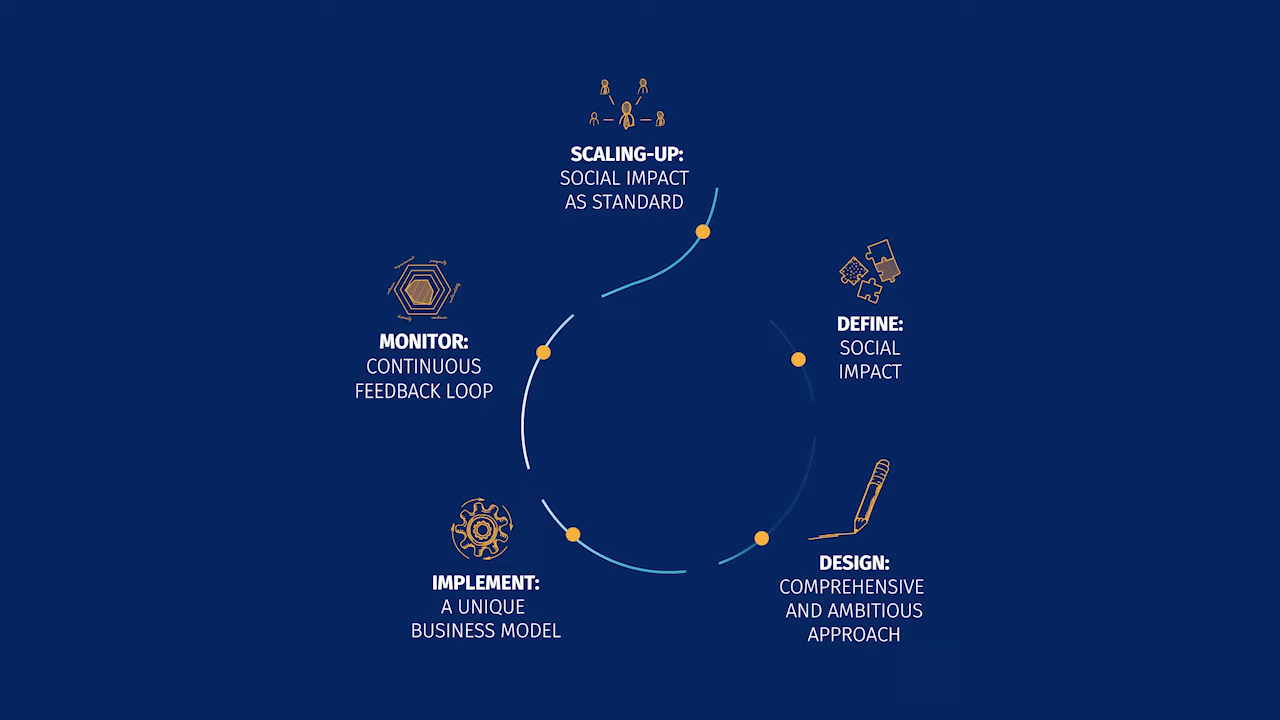 SCALING-UP:
SOCIAL IMPACT
AS STANDARD
DEFINE:
SOCIAL
IMPACT
DESIGN:
COMPREHENSIVE
AND AMBITIOUS
APPROACH
IMPLEMENT:
A UNIQUE
BUSINESS MODEL
MONITOR:
CONTINUOUS
FEEDBACK LOOP